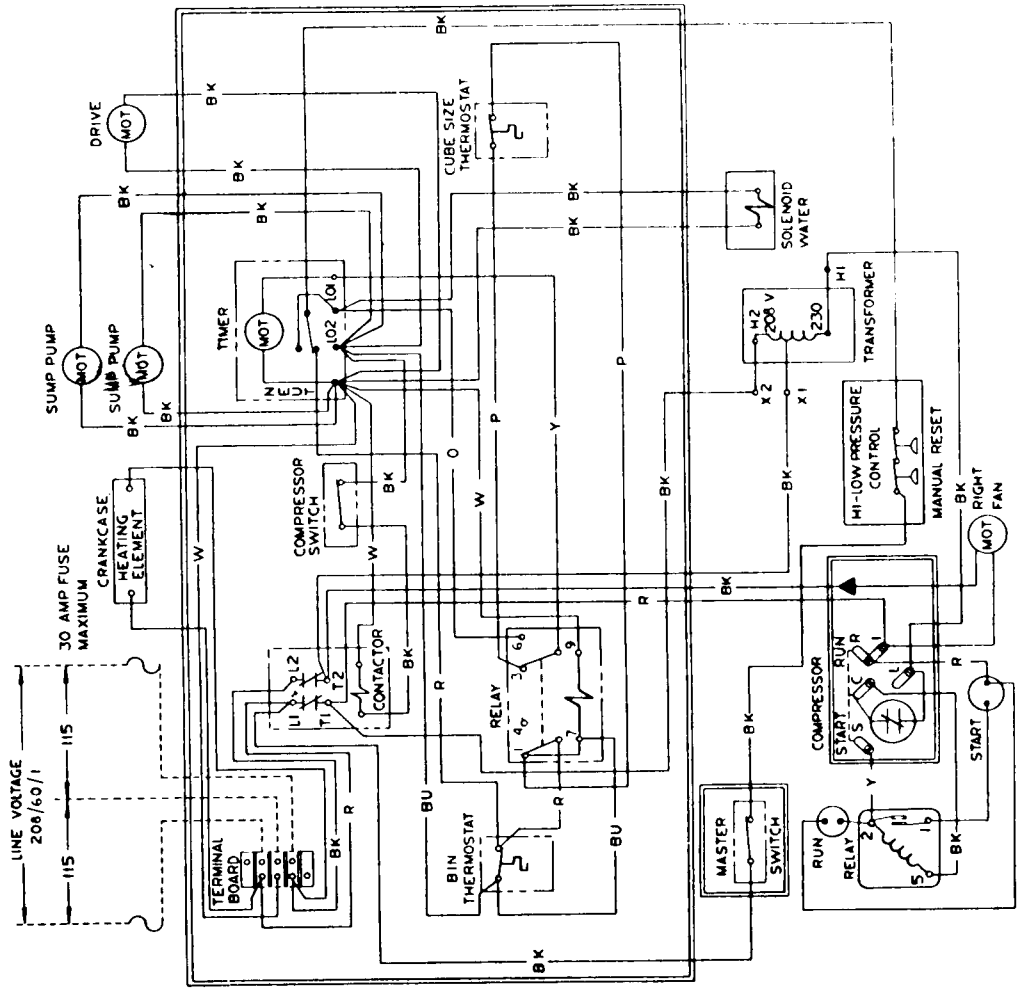 LINE VOLTAGE
208/60/1
115
115
30 AMP FUSE
MAXIMUM
CRANKCASE
HEATING
ELEMENT
SUMP PUMP
MOT
SUMP PUMP
MOT
BK
BK
BK
BK
DRIVE
MOT
BK
BK
BK
TERMINAL
BOARD
BK
R
W
L1
L2
T1
T2
CONTACTOR
BK
W
COMPRESSOR
SWITCH
BK
TIMER
MOT
NEUT
LO2
LO1
BU
R
O
P
W
Y
CUBE SIZE
THERMOSTAT
P
BIN
THERMOSTAT
R
BU
RELAY
1
4
3
6
7
9
BK
R
BK
BK
BK
BK
BK
SOLENOID
WATER
X2
X1
H2
208 V
230
H1
TRANSFORMER
MASTER
SWITCH
BK
HI-LOW PRESSURE
CONTROL
MANUAL RESET
BK
RIGHT
FAN
MOT
COMPRESSOR
START
RUN
S
C
R
I
L
R
START
Y
RUN
RELAY
2
1
5
BK